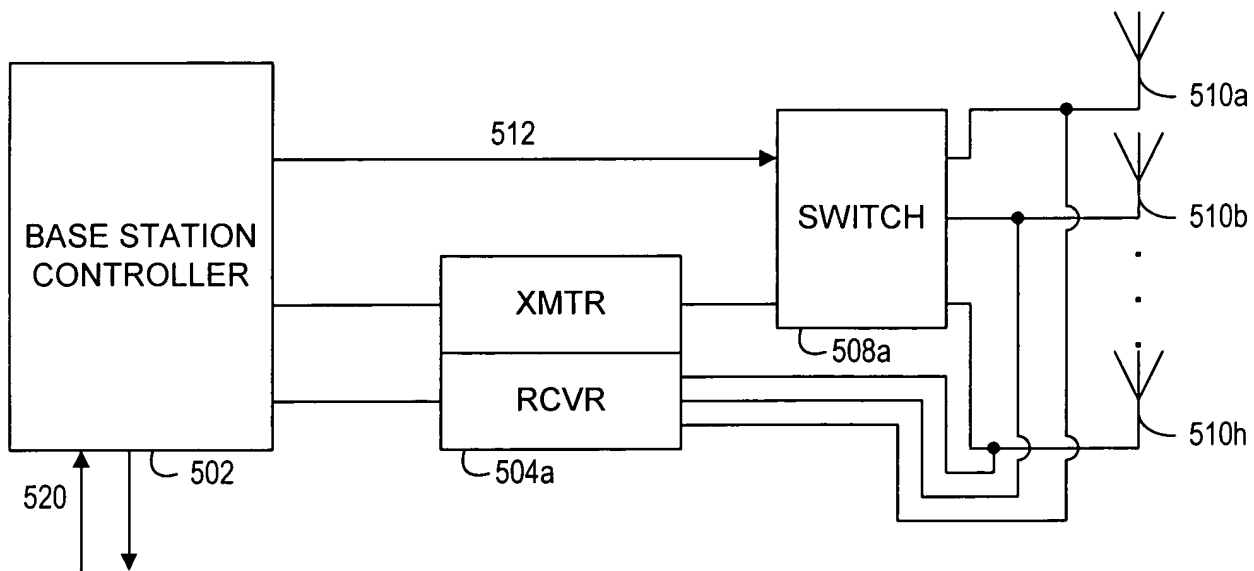 510a
512
BASE STATION
CONTROLLER
SWITCH
510b
XMTR
508a
RCVR
510h
502
504a
520